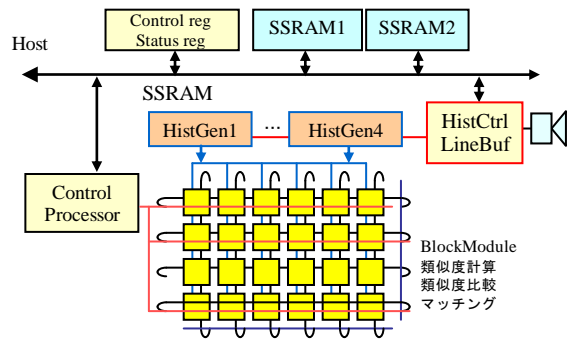 Control reg
Status reg
SSRAM1
SSRAM2
Host
SSRAM
HistGen1
...
HistGen4
HistCtrl
LineBuf
Control
Processor
BlockModule
類似度計算
類似度比較
マッチング